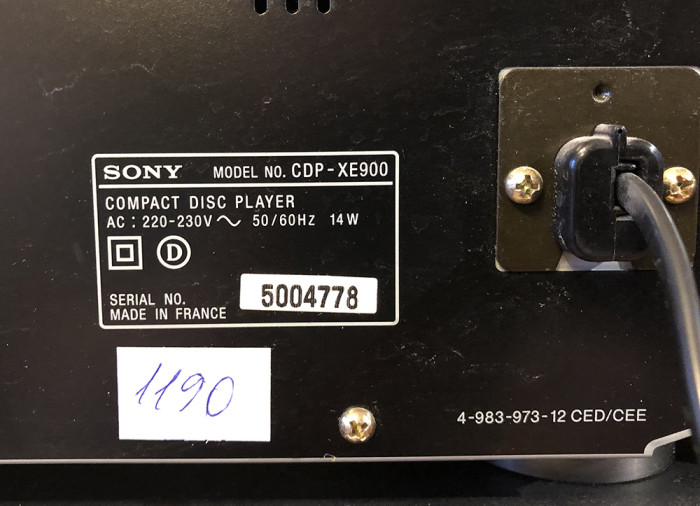 SONY MODEL NO. CDP-XE900
COMPACT DISC PLAYER
AC : 220-230V ~ 50/60Hz 14W
D
SERIAL NO. 5004778
MADE IN FRANCE
1190
4-983-973-12 CED/CEE